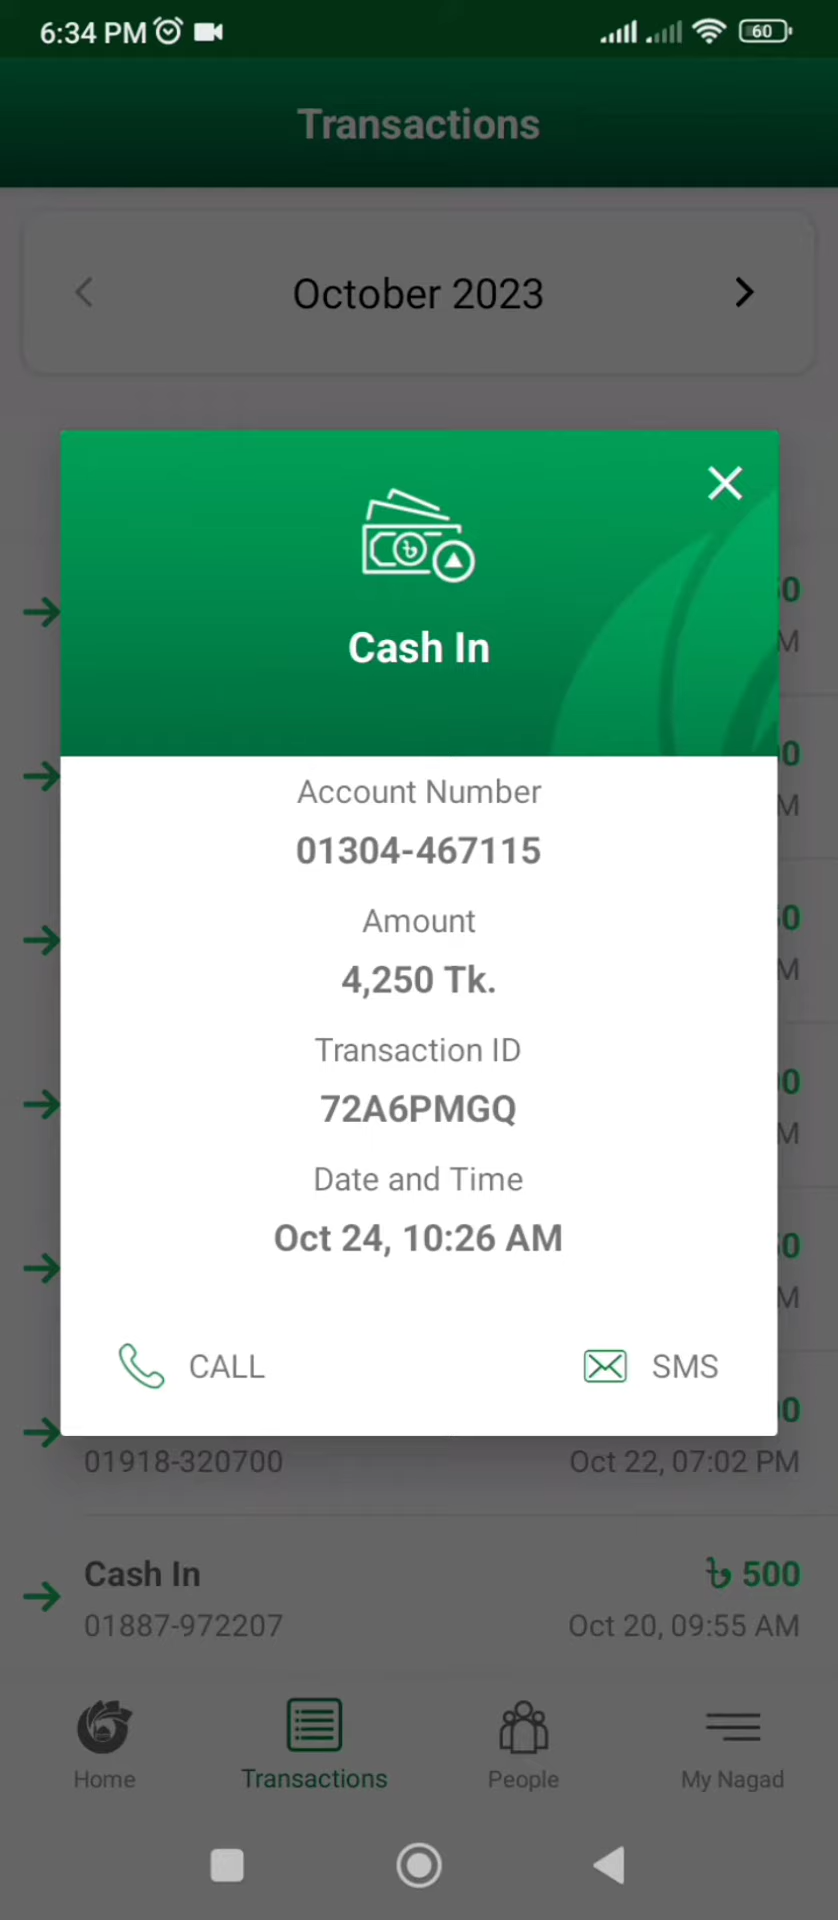 6:34 PM
60
Transactions
October 2023
Cash In
Account Number
01304-467115
Amount
4,250 Tk.
Transaction ID
72A6PMGQ
Date and Time
Oct 24, 10:26 AM
CALL
SMS
01918-320700
Oct 22, 07:02 PM
Cash In
৳ 500
01887-972207
Oct 20, 09:55 AM
Home
Transactions
People
My Nagad